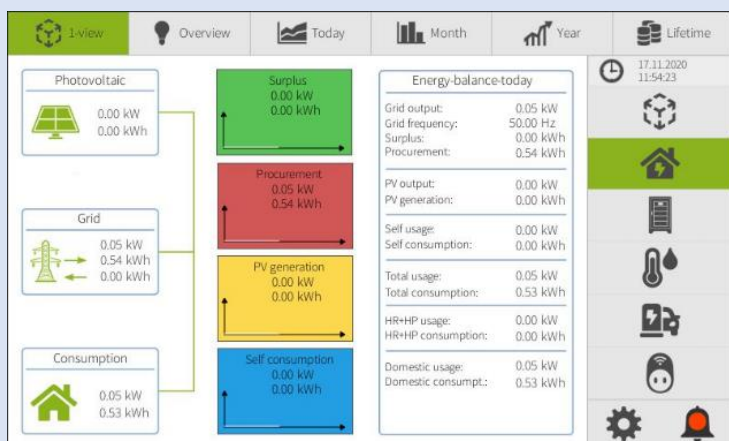 1-view
Overview
Today
Month
Year
Lifetime
17.11.2020
11:54:23
Photovoltaic
0.00 kW
0.00 kWh
Grid
0.05 kW
0.54 kWh
0.00 kWh
Consumption
0.05 kW
0.53 kWh
Surplus
0.00 kW
0.00 kWh
Procurement
0.05 kW
0.54 kWh
PV generation
0.00 kW
0.00 kWh
Self consumption
0.00 kW
0.00 kWh
Energy-balance-today
Grid output: 0.05 kW
Grid frequency: 50.00 Hz
Surplus: 0.00 kWh
Procurement: 0.54 kWh
PV output: 0.00 kW
PV generation: 0.00 kWh
Self usage: 0.00 kW
Self consumption: 0.00 kWh
Total usage: 0.05 kW
Total consumption: 0.53 kWh
HR+HP usage: 0.00 kW
HR+HP consumption: 0.00 kWh
Domestic usage: 0.05 kW
Domestic consumpt.: 0.53 kWh